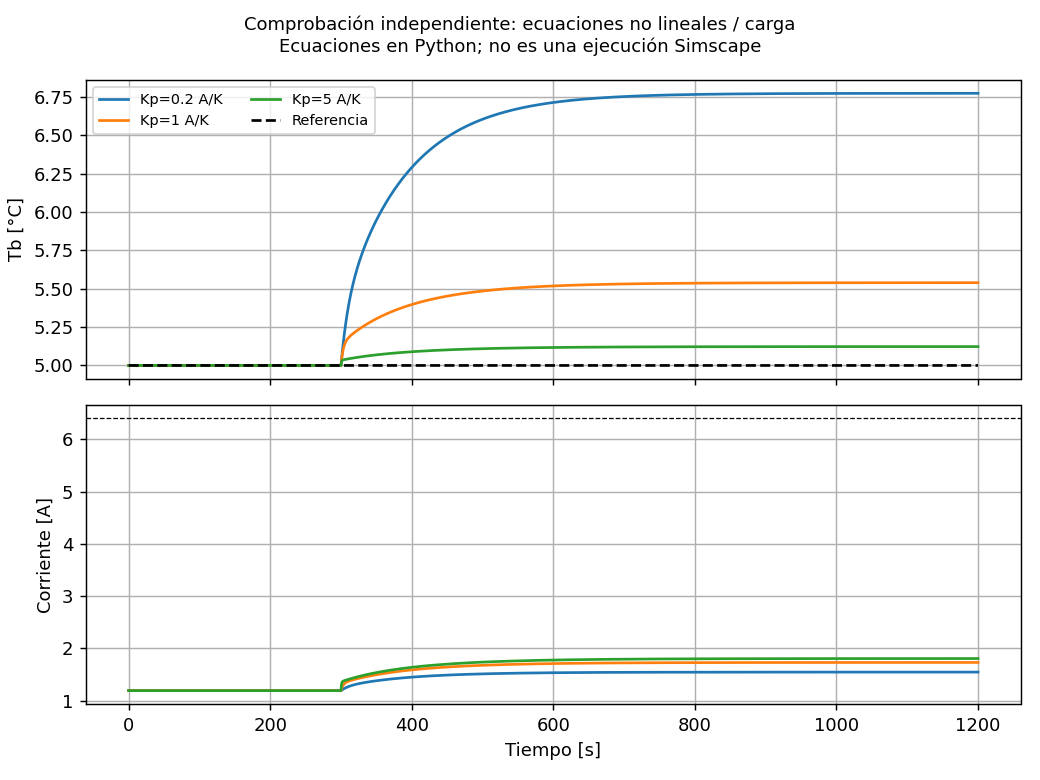 Comprobación independiente: ecuaciones no lineales / carga
Ecuaciones en Python; no es una ejecución Simscape
Kp=0.2 A/K
Kp=1 A/K
Kp=5 A/K
Referencia
Tb [°C]
6.75
6.50
6.25
6.00
5.75
5.50
5.25
5.00
Corriente [A]
6
5
4
3
2
1
0
200
400
600
800
1000
1200
Tiempo [s]